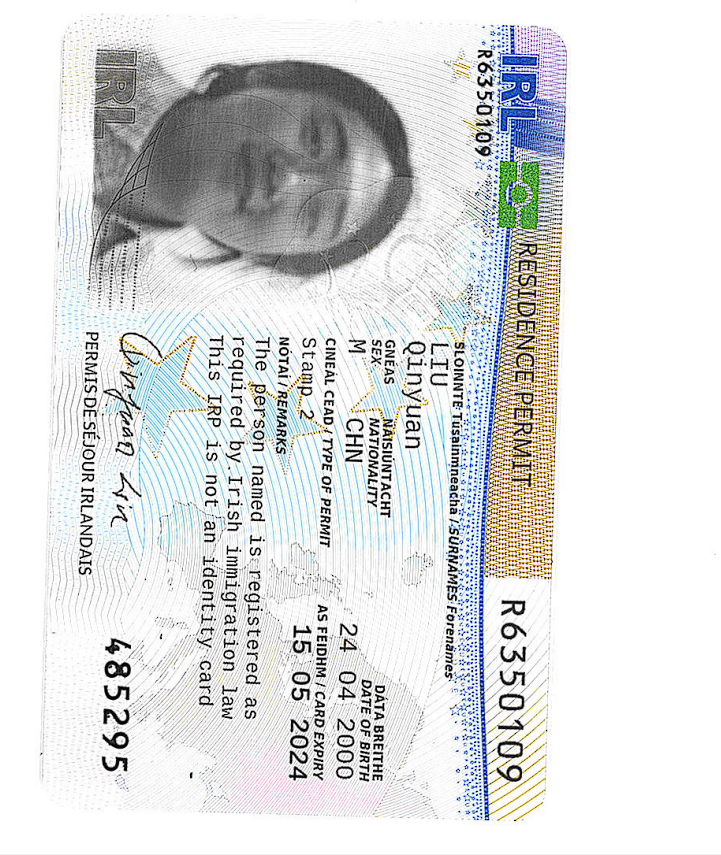 IRL
RESIDENCE PERMIT
R6350109
R6350109
SLOINNTE Túsainmneacha / SURNAMES Forenames
LIU
Qinyuan
GNÉAS
SEX
NÁISIÚNTACHT
NATIONALITY
DÁTA BREITHE
DATE OF BIRTH
M
CHN
24 04 2000
CINEÁL CEAD / TYPE OF PERMIT
AS FEIDHM / CARD EXPIRY
Stamp 2
15 05 2024
NÓTAÍ / REMARKS
The person named is registered as
required by Irish immigration law
This IRP is not an identity card
Qinyuan Liu
IRL
PERMIS DE SÉJOUR IRLANDAIS
485295